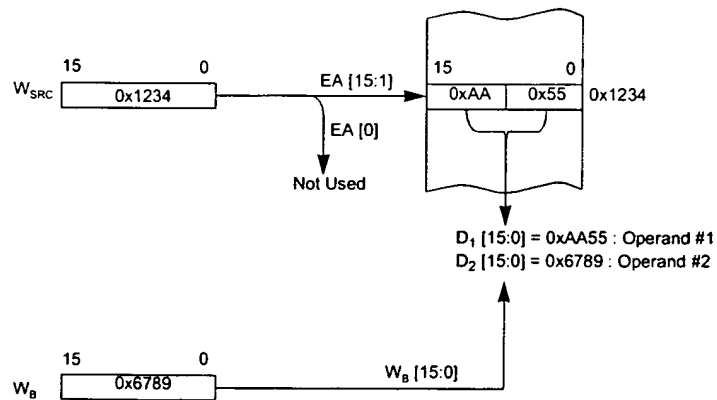 15 0
W_SRC 0x1234
EA [15:1]
EA [0]
Not Used
15 0
0xAA 0x55 0x1234
D₁ [15:0] = 0xAA55 : Operand #1
D₂ [15:0] = 0x6789 : Operand #2
15 0
W_B 0x6789
W_B [15:0]